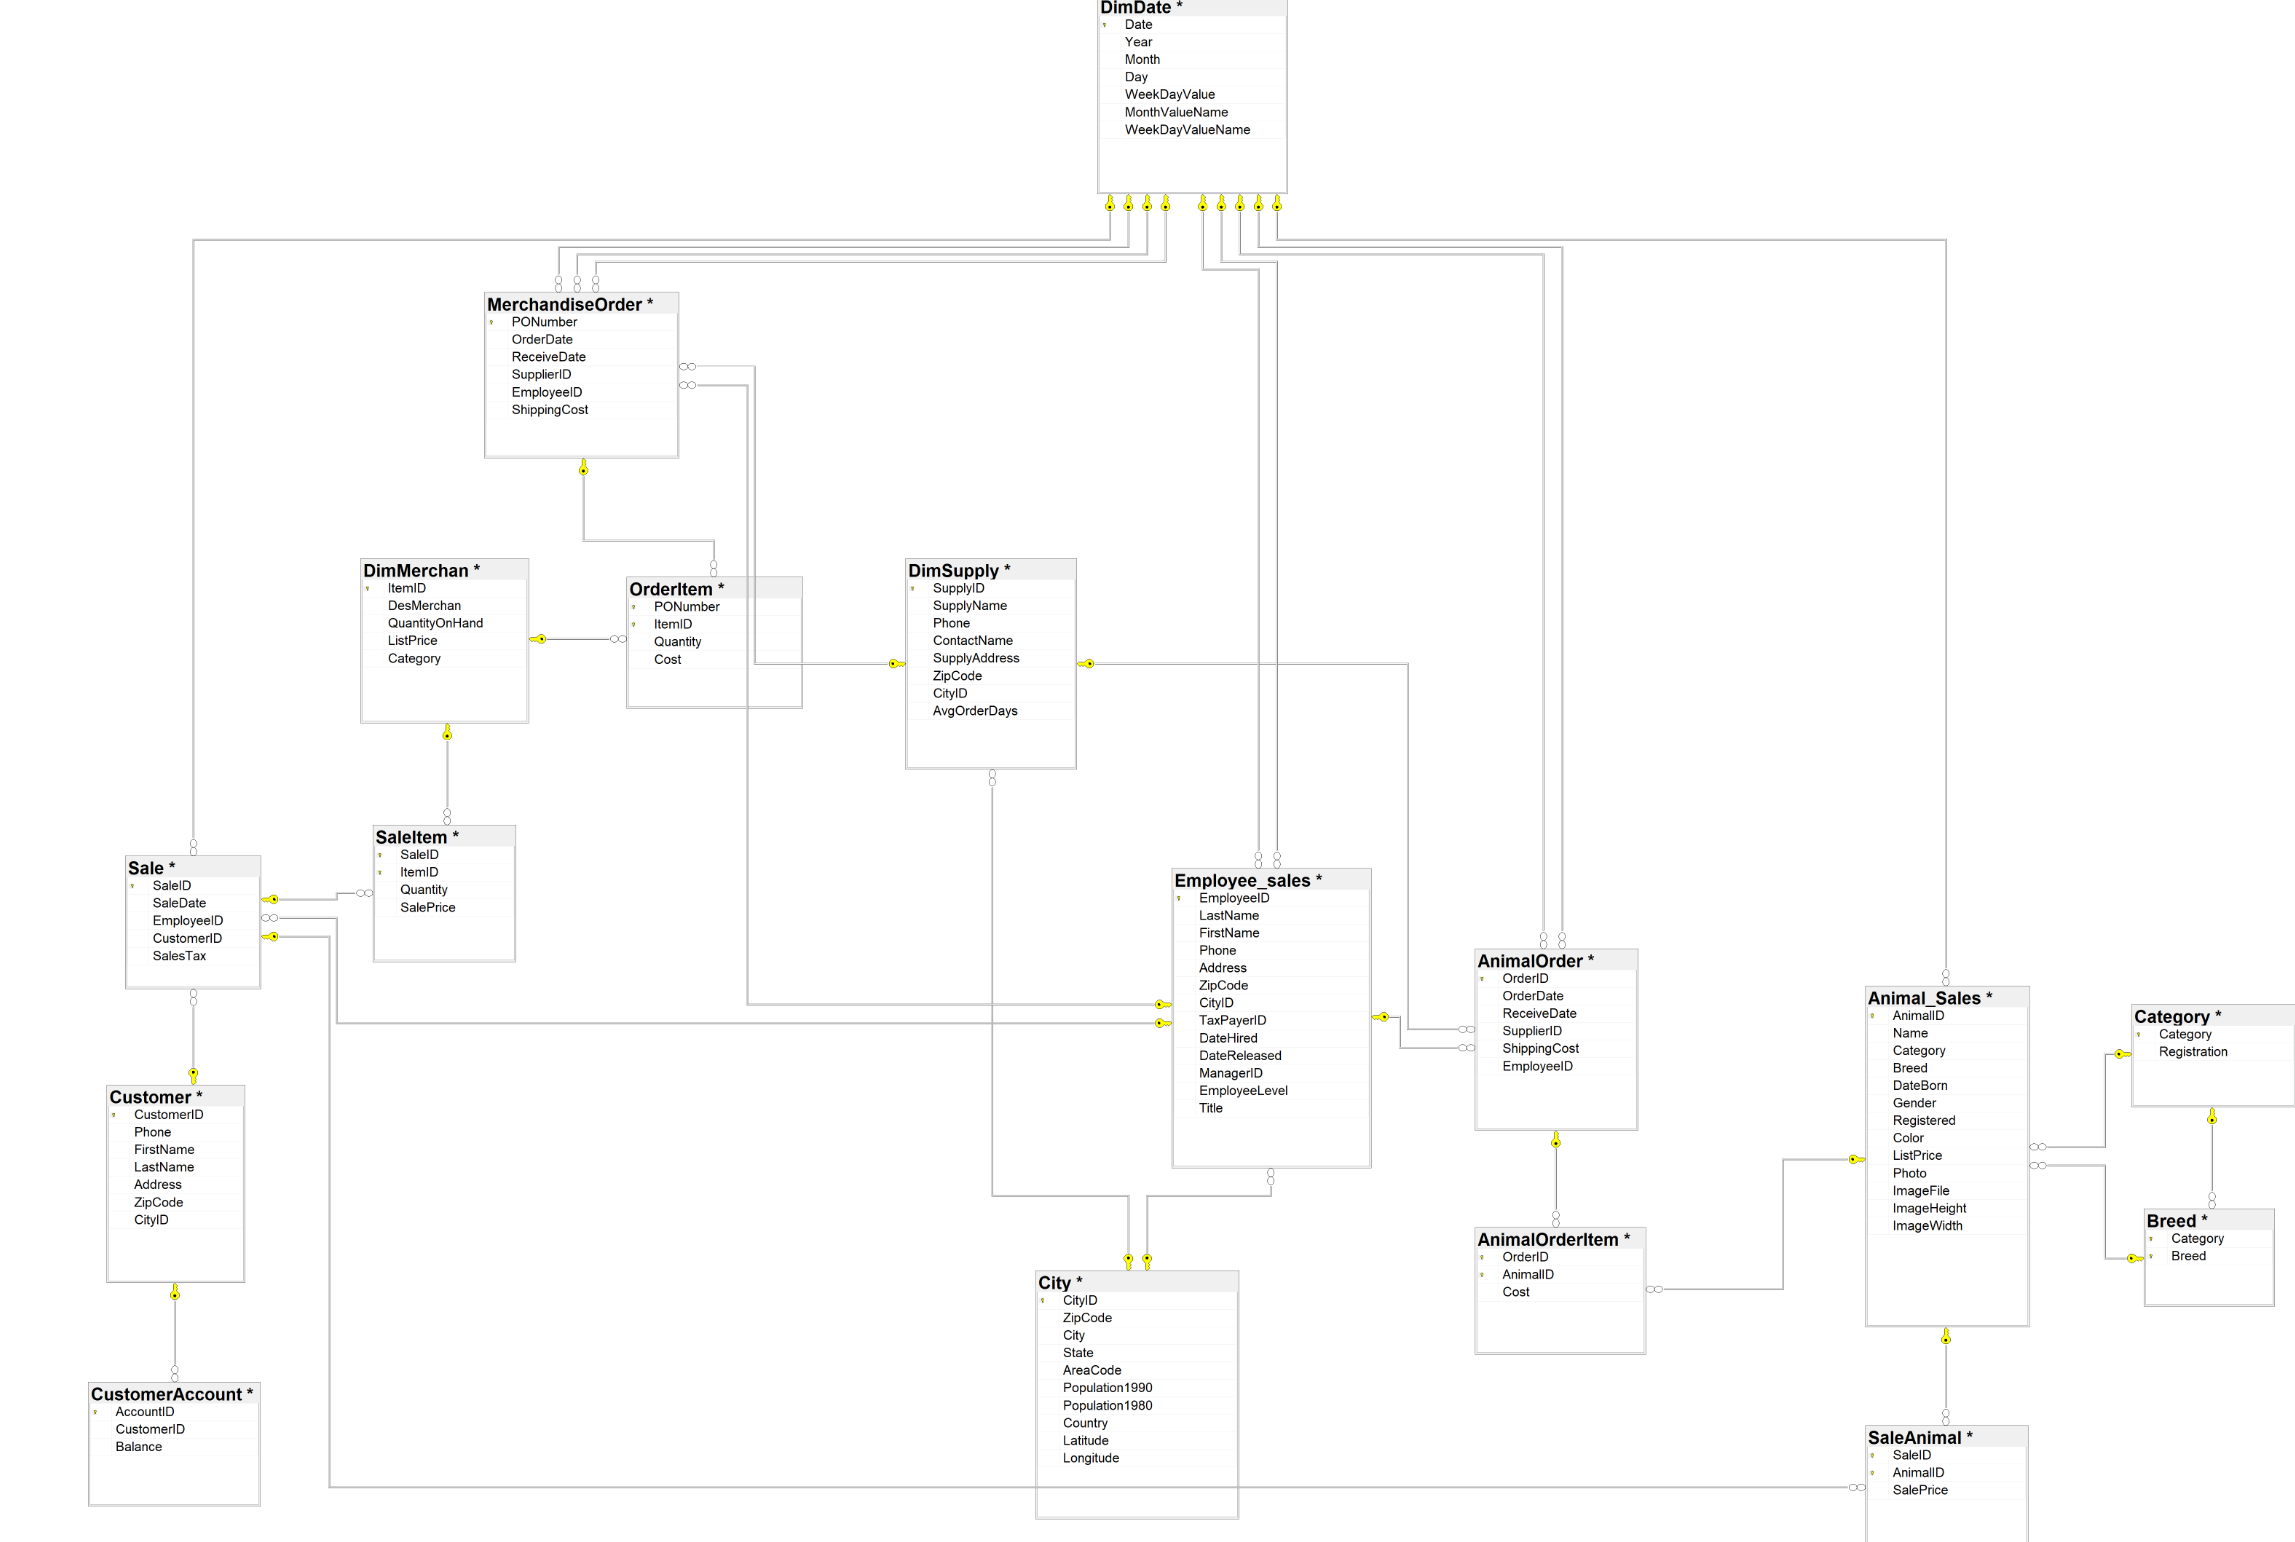 DimDate *
Date
Year
Month
Day
WeekDayValue
MonthValueName
WeekDayValueName
MerchandiseOrder *
PONumber
OrderDate
ReceiveDate
SupplierID
EmployeeID
ShippingCost
DimMerchan *
ItemID
DesMerchan
QuantityOnHand
ListPrice
Category
OrderItem *
PONumber
ItemID
Quantity
Cost
DimSupply *
SupplyID
SupplyName
Phone
ContactName
SupplyAddress
ZipCode
CityID
AvgOrderDays
SaleItem *
SaleID
ItemID
Quantity
SalePrice
Sale *
SaleID
SaleDate
EmployeeID
CustomerID
SalesTax
Employee_sales *
EmployeeID
LastName
FirstName
Phone
Address
ZipCode
CityID
TaxPayerID
DateHired
DateReleased
ManagerID
EmployeeLevel
Title
AnimalOrder *
OrderID
OrderDate
ReceiveDate
SupplierID
ShippingCost
EmployeeID
Animal_Sales *
AnimalID
Name
Category
Breed
DateBorn
Gender
Registered
Color
ListPrice
Photo
ImageFile
ImageHeight
ImageWidth
Category *
Category
Registration
Customer *
CustomerID
Phone
FirstName
LastName
Address
ZipCode
CityID
Breed *
Category
Breed
AnimalOrderItem *
OrderID
AnimalID
Cost
City *
CityID
ZipCode
City
State
AreaCode
Population1990
Population1980
Country
Latitude
Longitude
CustomerAccount *
AccountID
CustomerID
Balance
SaleAnimal *
SaleID
AnimalID
SalePrice